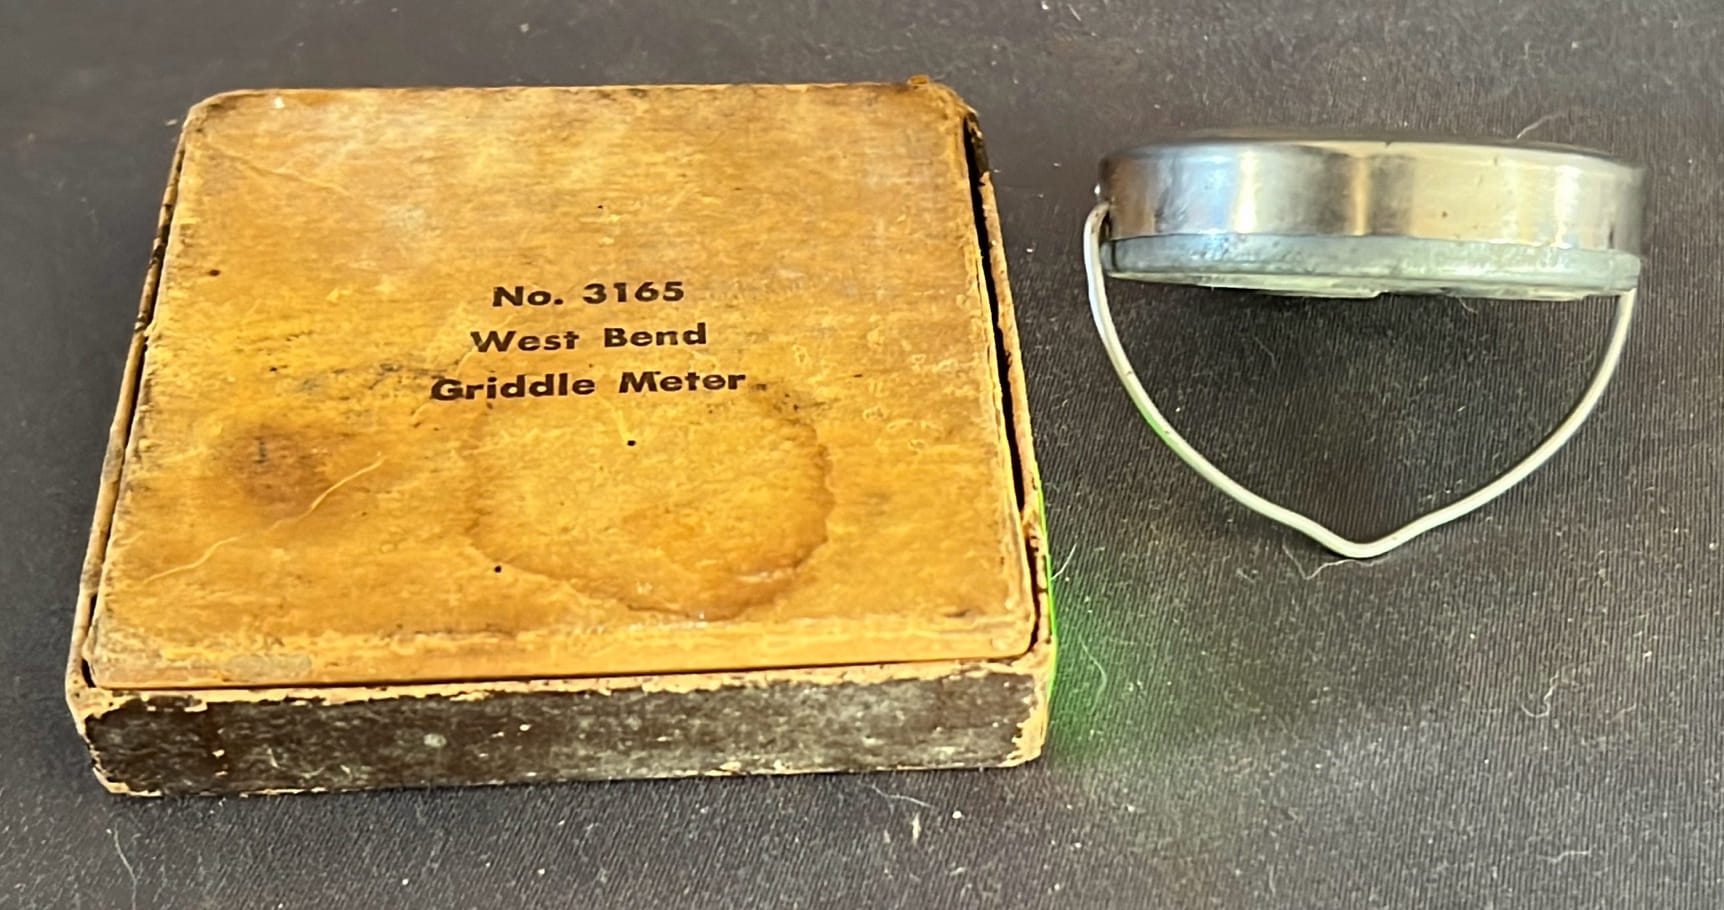 No. 3165
West Bend
Griddle Meter